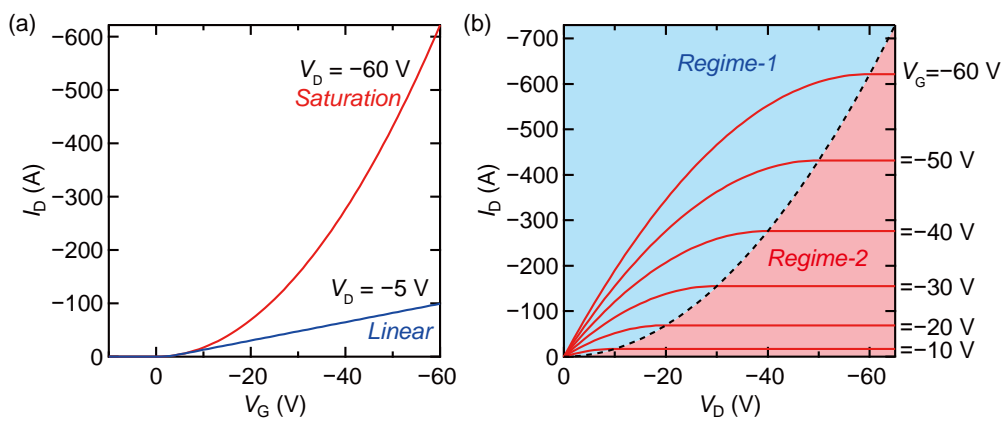 (a)
−600
−500
−400
−300
−200
−100
0
I_D (A)
V_D = −60 V
Saturation
V_D = −5 V
Linear
0 −20 −40 −60
V_G (V)
(b)
−700
−600
−500
−400
−300
−200
−100
0
I_D (A)
Regime-1
Regime-2
V_G=−60 V
=−50 V
=−40 V
=−30 V
=−20 V
=−10 V
0 −20 −40 −60
V_D (V)